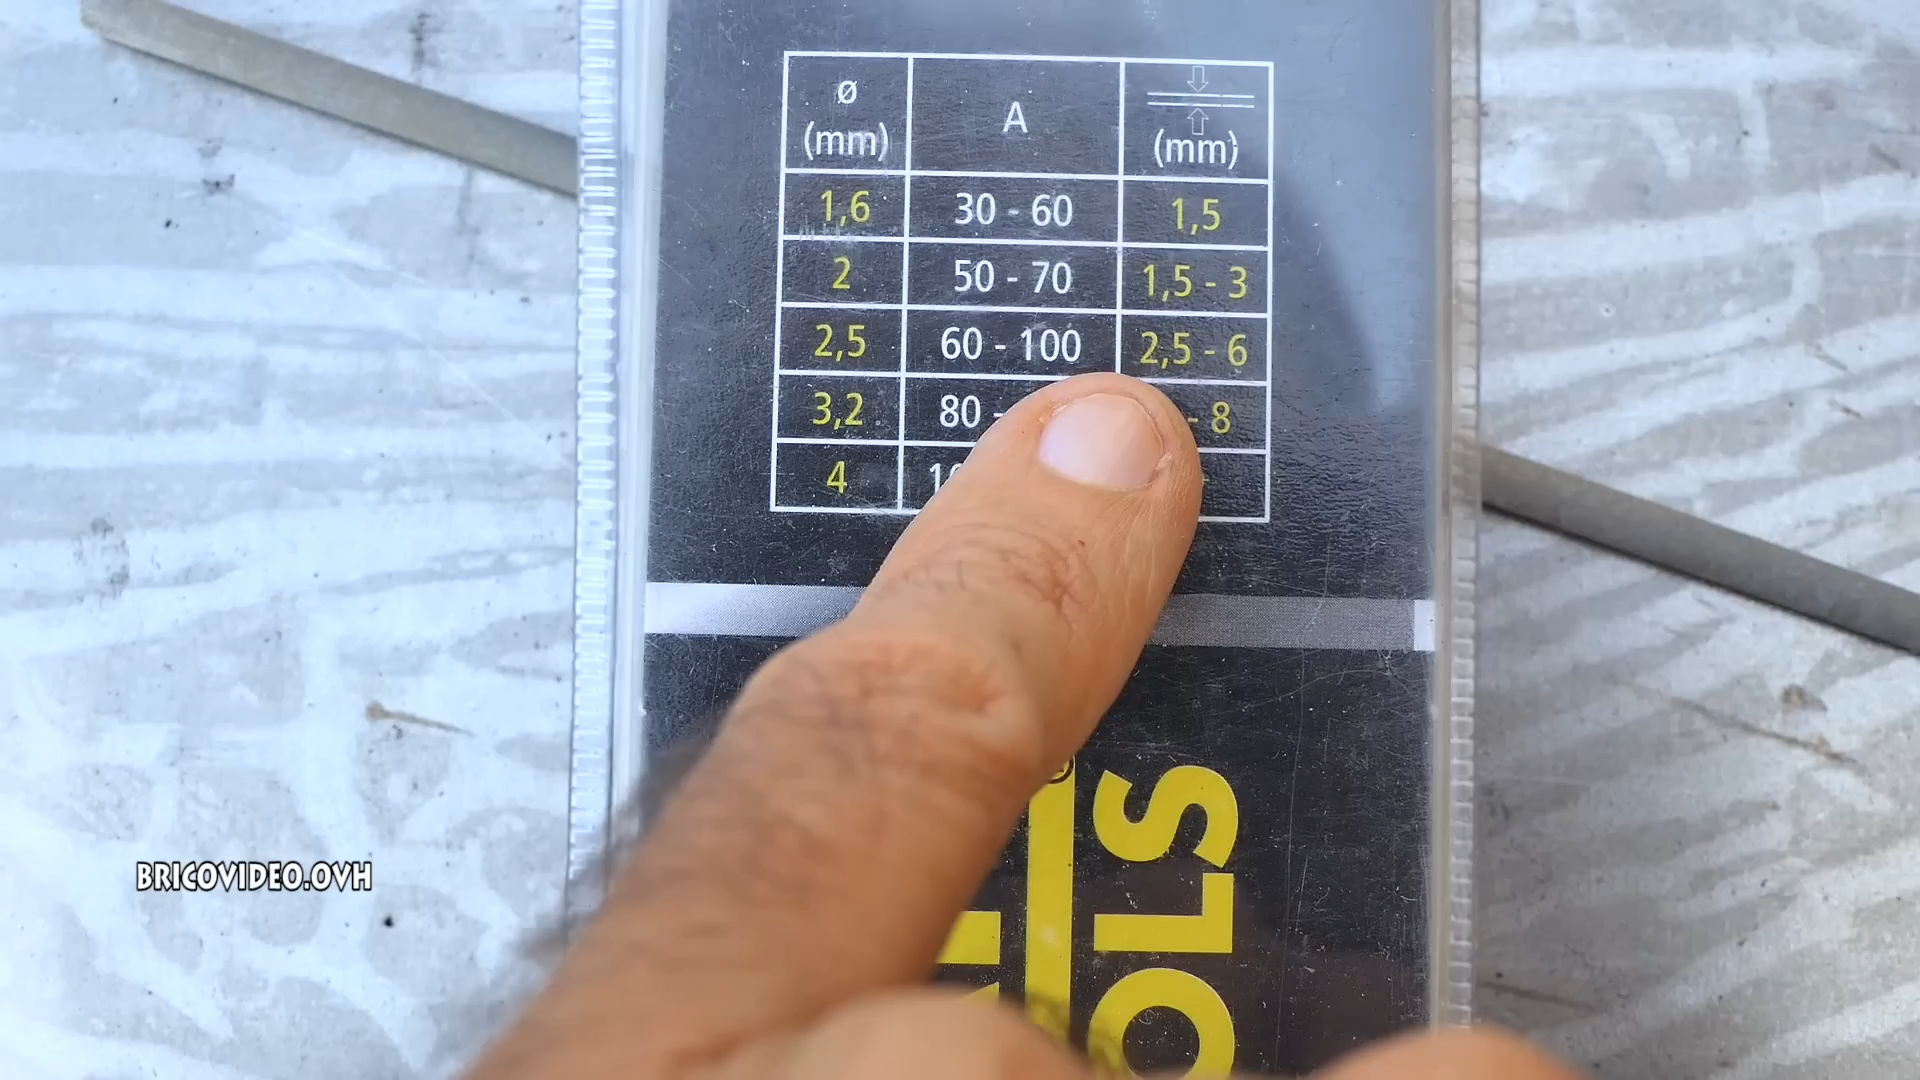 ø (mm) A (mm)
1,6 30 - 60 1,5
2 50 - 70 1,5 - 3
2,5 60 - 100 2,5 - 6
3,2 80 - - 8
4
OLS
BRICOVIDEO.OVH